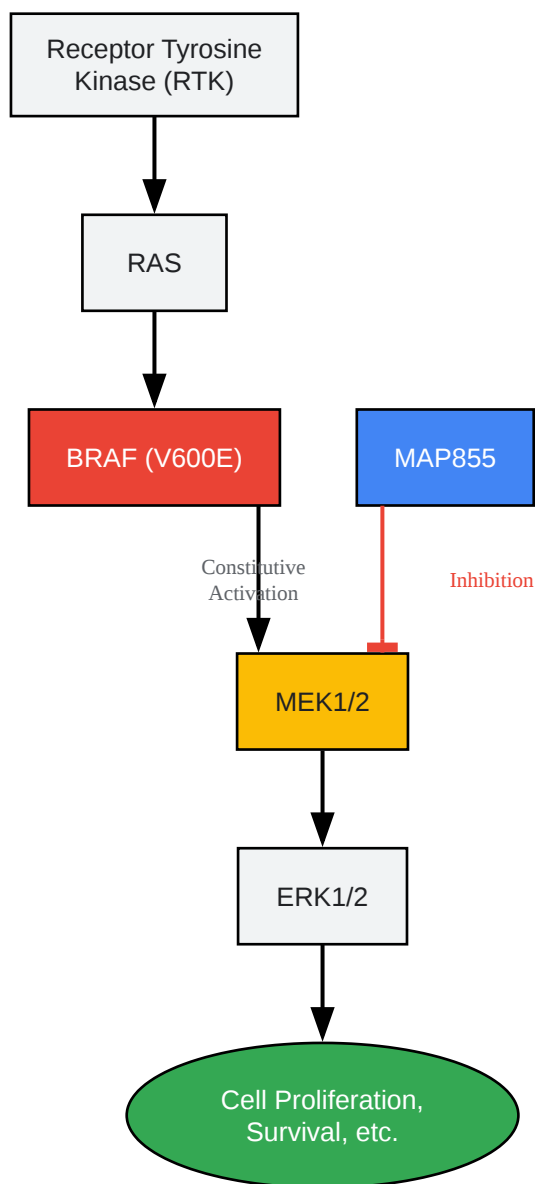 Receptor Tyrosine
Kinase (RTK)
RAS
BRAF (V600E)
MAP855
Constitutive
Activation
Inhibition
MEK1/2
ERK1/2
Cell Proliferation,
Survival, etc.